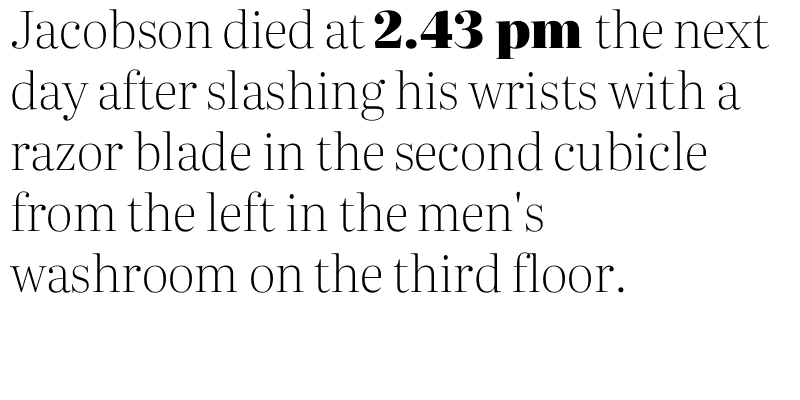 Jacobson died at 2.43 pm the next
day after slashing his wrists with a
razor blade in the second cubicle
from the left in the men's
washroom on the third floor.